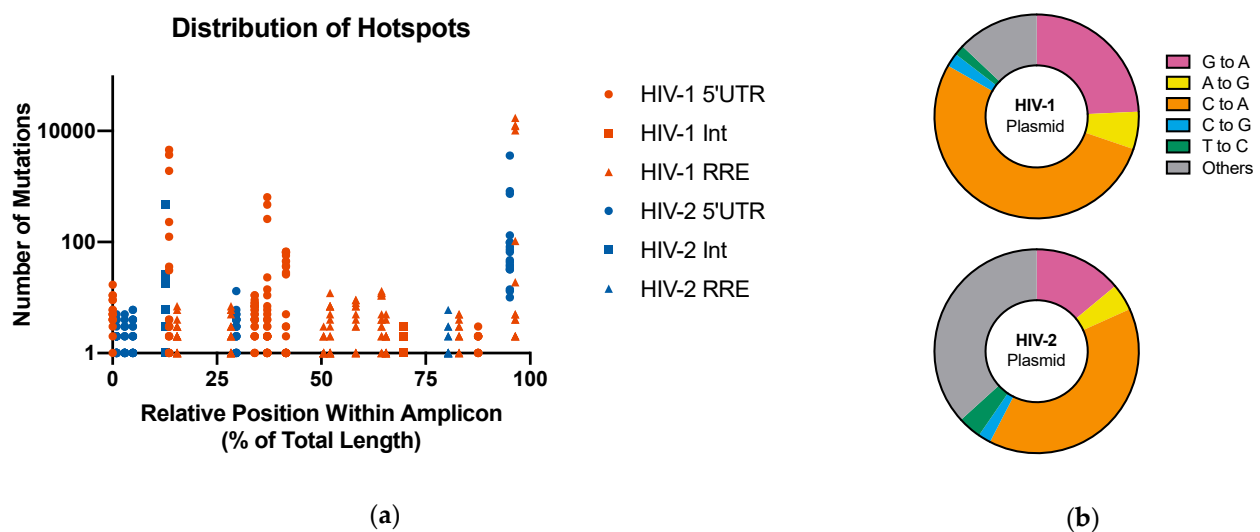 Distribution of Hotspots
Number of Mutations
10000
100
1
0
25
50
75
100
Relative Position Within Amplicon
(% of Total Length)
HIV-1 5'UTR
HIV-1 Int
HIV-1 RRE
HIV-2 5'UTR
HIV-2 Int
HIV-2 RRE
(a)
HIV-1
Plasmid
G to A
A to G
C to A
C to G
T to C
Others
HIV-2
Plasmid
(b)